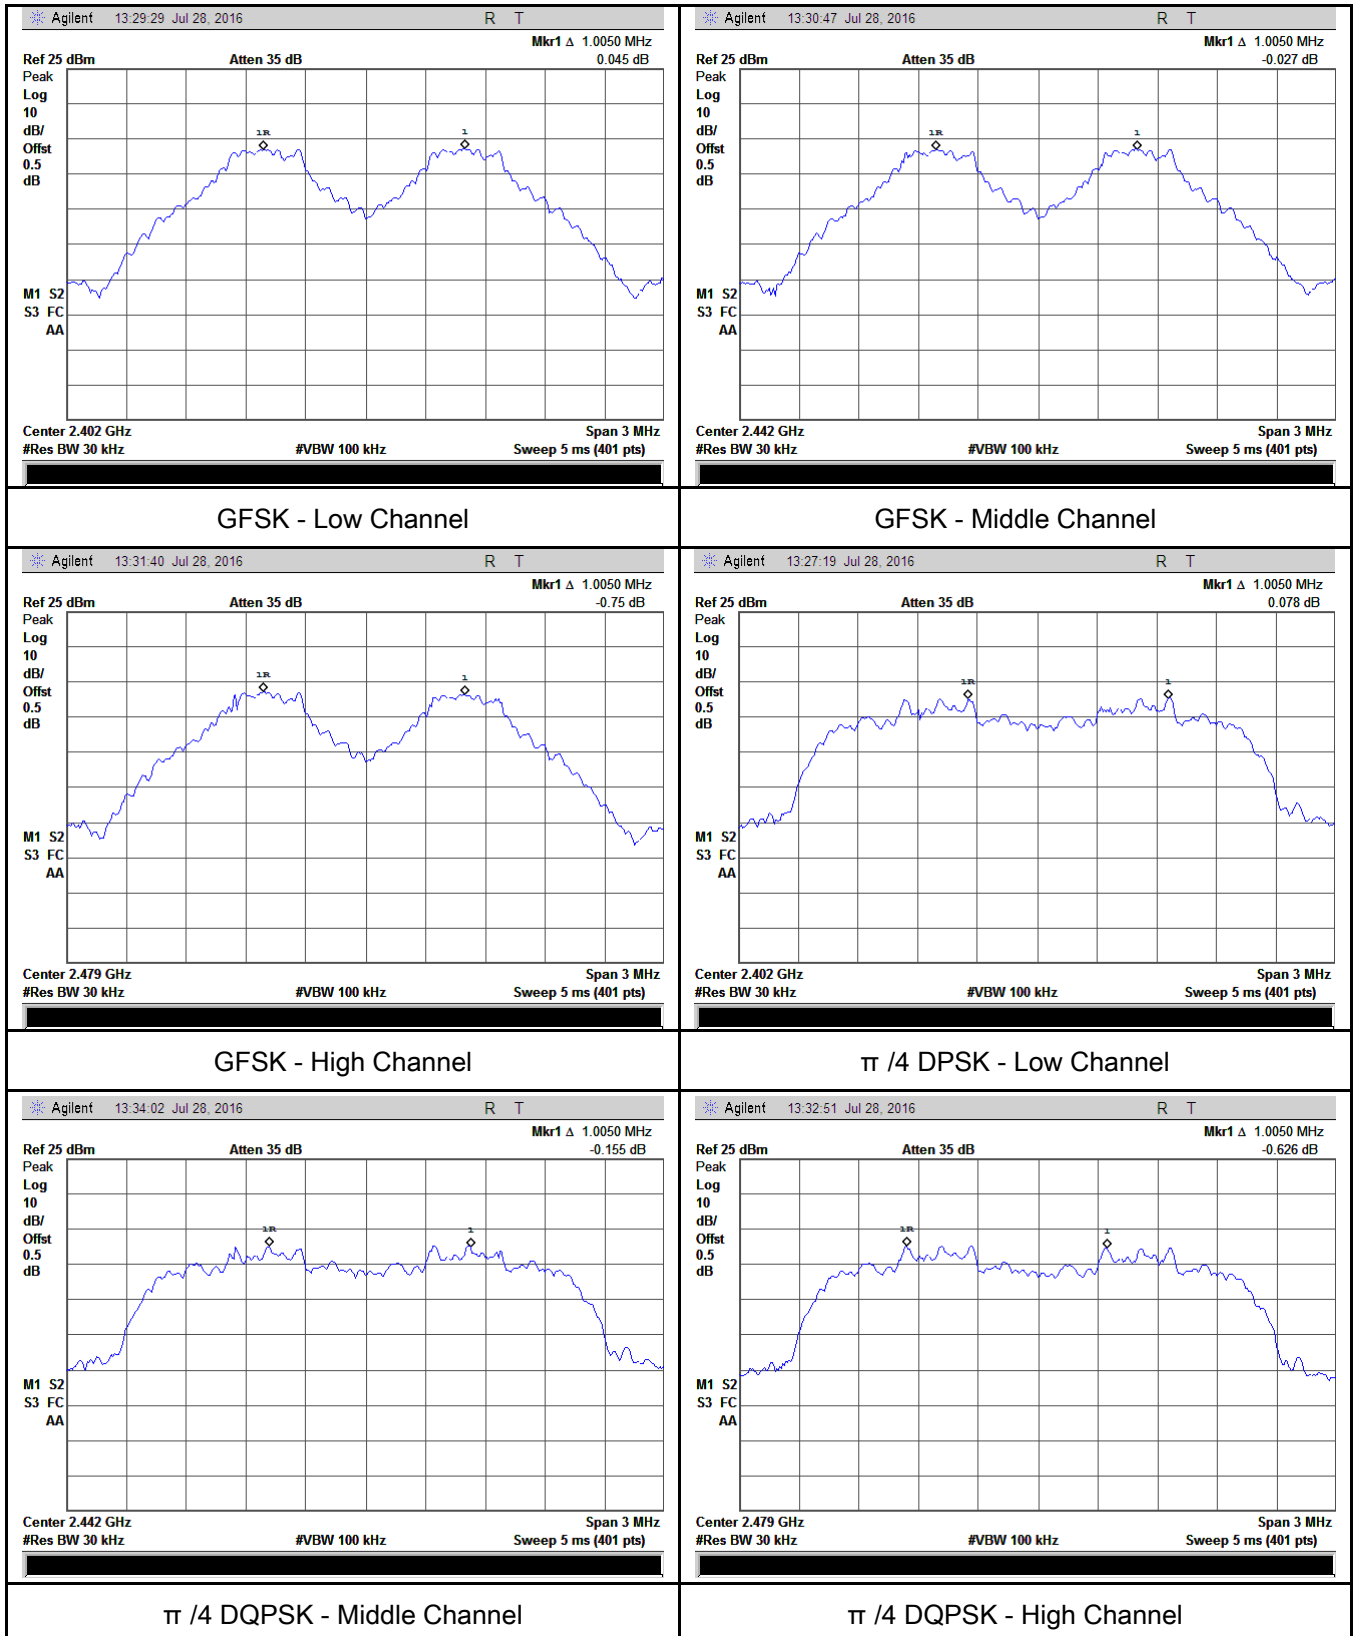 Agilent 13:29:29 Jul 28, 2016 R T
Mkr1 Δ 1.0050 MHz
Ref 25 dBm Atten 35 dB 0.045 dB
Peak
Log
10
dB/
Offst
0.5
dB
1R 1
M1 S2
S3 FC
AA
Center 2.402 GHz Span 3 MHz
#Res BW 30 kHz #VBW 100 kHz Sweep 5 ms (401 pts)
GFSK - Low Channel
Agilent 13:30:47 Jul 28, 2016 R T
Mkr1 Δ 1.0050 MHz
Ref 25 dBm Atten 35 dB -0.027 dB
Peak
Log
10
dB/
Offst
0.5
dB
1R 1
M1 S2
S3 FC
AA
Center 2.442 GHz Span 3 MHz
#Res BW 30 kHz #VBW 100 kHz Sweep 5 ms (401 pts)
GFSK - Middle Channel
Agilent 13:31:40 Jul 28, 2016 R T
Mkr1 Δ 1.0050 MHz
Ref 25 dBm Atten 35 dB -0.75 dB
Peak
Log
10
dB/
Offst
0.5
dB
1R 1
M1 S2
S3 FC
AA
Center 2.479 GHz Span 3 MHz
#Res BW 30 kHz #VBW 100 kHz Sweep 5 ms (401 pts)
GFSK - High Channel
Agilent 13:27:19 Jul 28, 2016 R T
Mkr1 Δ 1.0050 MHz
Ref 25 dBm Atten 35 dB 0.078 dB
Peak
Log
10
dB/
Offst
0.5
dB
1R 1
M1 S2
S3 FC
AA
Center 2.402 GHz Span 3 MHz
#Res BW 30 kHz #VBW 100 kHz Sweep 5 ms (401 pts)
π /4 DPSK - Low Channel
Agilent 13:34:02 Jul 28, 2016 R T
Mkr1 Δ 1.0050 MHz
Ref 25 dBm Atten 35 dB -0.155 dB
Peak
Log
10
dB/
Offst
0.5
dB
1R 1
M1 S2
S3 FC
AA
Center 2.442 GHz Span 3 MHz
#Res BW 30 kHz #VBW 100 kHz Sweep 5 ms (401 pts)
π /4 DQPSK - Middle Channel
Agilent 13:32:51 Jul 28, 2016 R T
Mkr1 Δ 1.0050 MHz
Ref 25 dBm Atten 35 dB -0.626 dB
Peak
Log
10
dB/
Offst
0.5
dB
1R 1
M1 S2
S3 FC
AA
Center 2.479 GHz Span 3 MHz
#Res BW 30 kHz #VBW 100 kHz Sweep 5 ms (401 pts)
π /4 DQPSK - High Channel